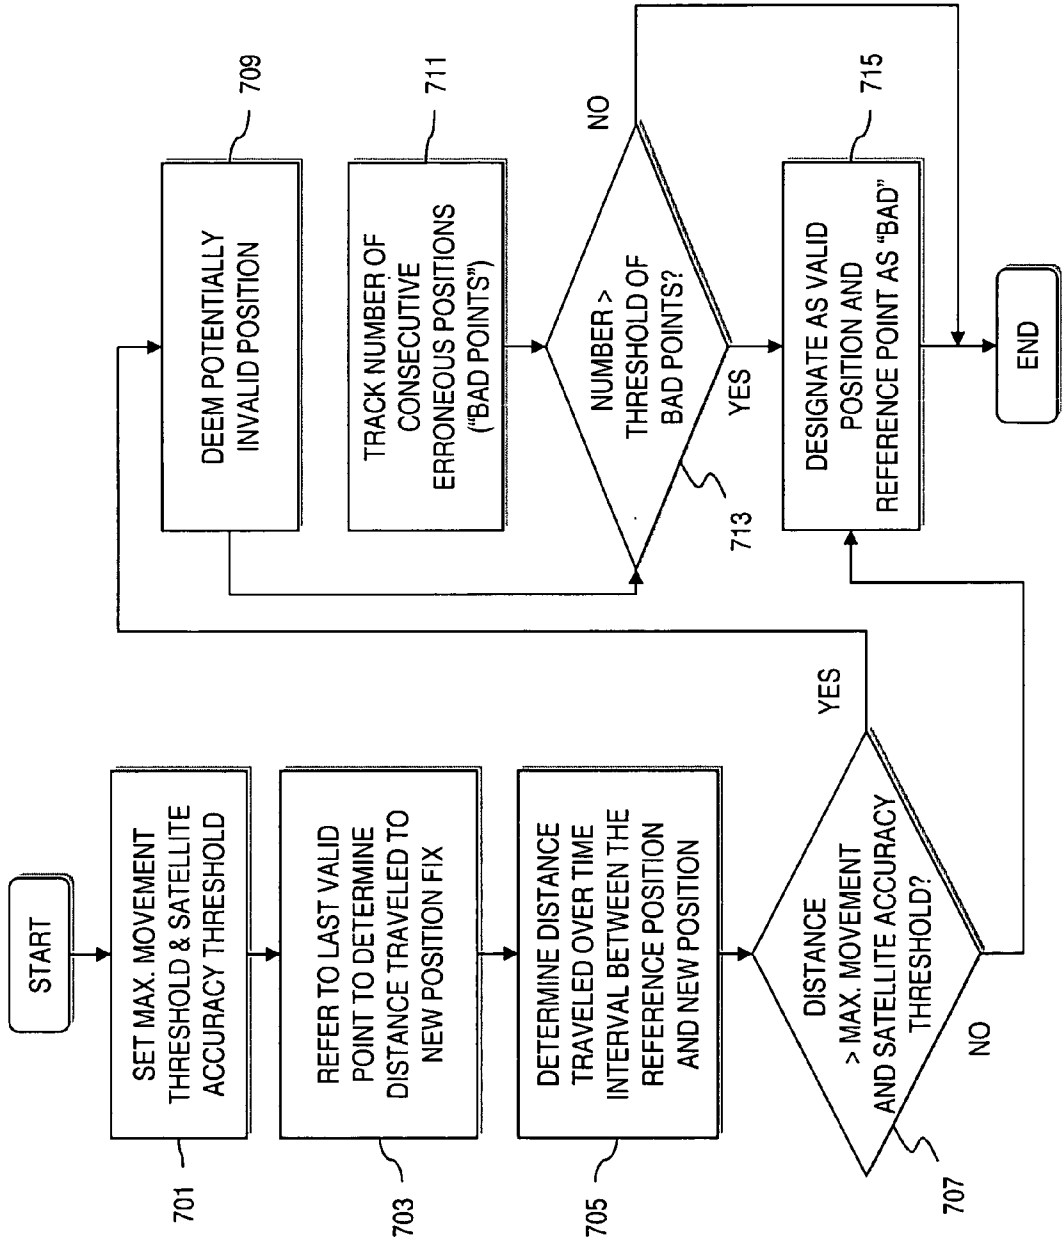 START
SET MAX. MOVEMENT
THRESHOLD & SATELLITE
ACCURACY THRESHOLD
701
REFER TO LAST VALID
POINT TO DETERMINE
DISTANCE TRAVELED TO
NEW POSITION FIX
703
DETERMINE DISTANCE
TRAVELED OVER TIME
INTERVAL BETWEEN THE
REFERENCE POSITION
AND NEW POSITION
705
DISTANCE
> MAX. MOVEMENT
AND SATELLITE ACCURACY
THRESHOLD?
707
YES
NO
DEEM POTENTIALLY
INVALID POSITION
709
TRACK NUMBER OF
CONSECUTIVE
ERRONEOUS POSITIONS
("BAD POINTS")
711
NUMBER >
THRESHOLD OF
BAD POINTS?
713
NO
YES
DESIGNATE AS VALID
POSITION AND
REFERENCE POINT AS "BAD"
715
END